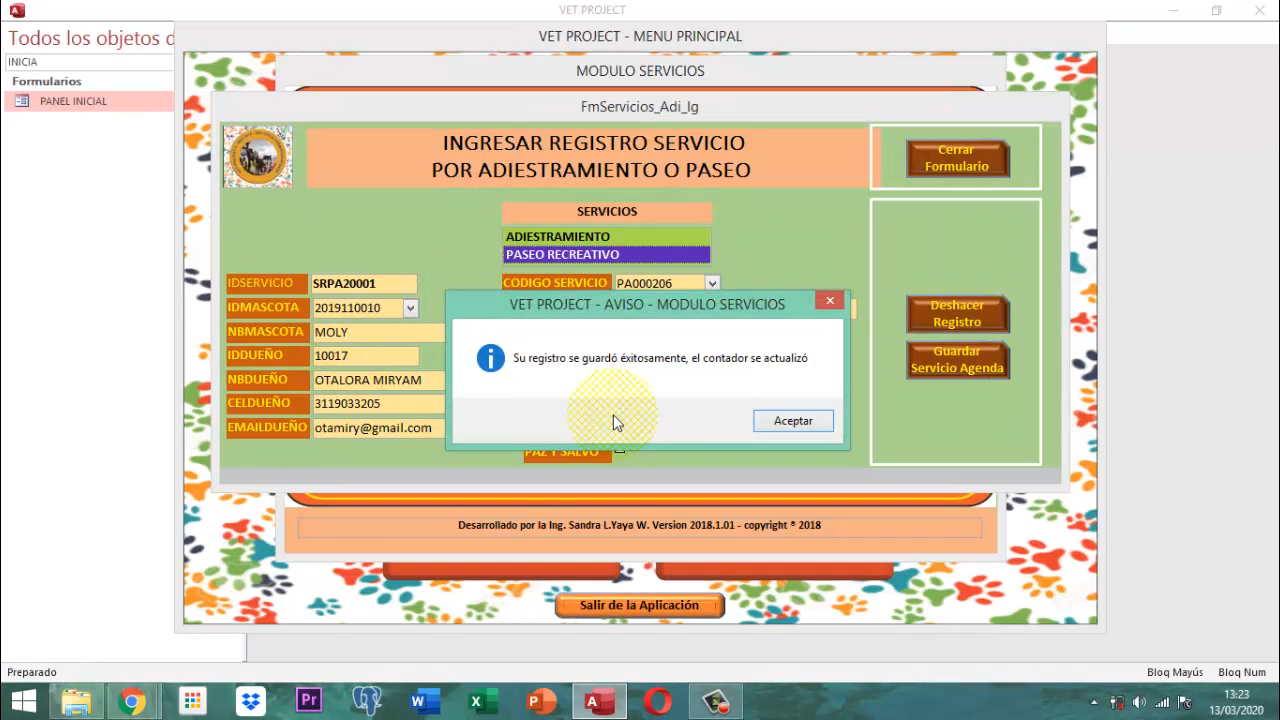 VET PROJECT
Todos los objetos d
INICIA
Formularios
PANEL INICIAL
VET PROJECT - MENU PRINCIPAL
MODULO SERVICIOS
FmServicios_Adi_Ig
INGRESAR REGISTRO SERVICIO
POR ADIESTRAMIENTO O PASEO
Cerrar
Formulario
SERVICIOS
ADIESTRAMIENTO
PASEO RECREATIVO
IDSERVICIO SRPA20001
CODIGO SERVICIO PA000206
IDMASCOTA 2019110010
NBMASCOTA MOLY
IDDUEÑO 10017
NBDUEÑO OTALORA MIRYAM
CELDUEÑO 3119033205
EMAILDUEÑO otamiry@gmail.com
VET PROJECT - AVISO - MODULO SERVICIOS
Su registro se guardó éxitosamente, el contador se actualizó
Aceptar
PAZ Y SALVO
Deshacer
Registro
Guardar
Servicio Agenda
Desarrollado por la Ing. Sandra L.Yaya W. Version 2018.1.01 - copyright ® 2018
Salir de la Aplicación
Preparado
Bloq Mayús Bloq Num
Pr
13:23
13/03/2020